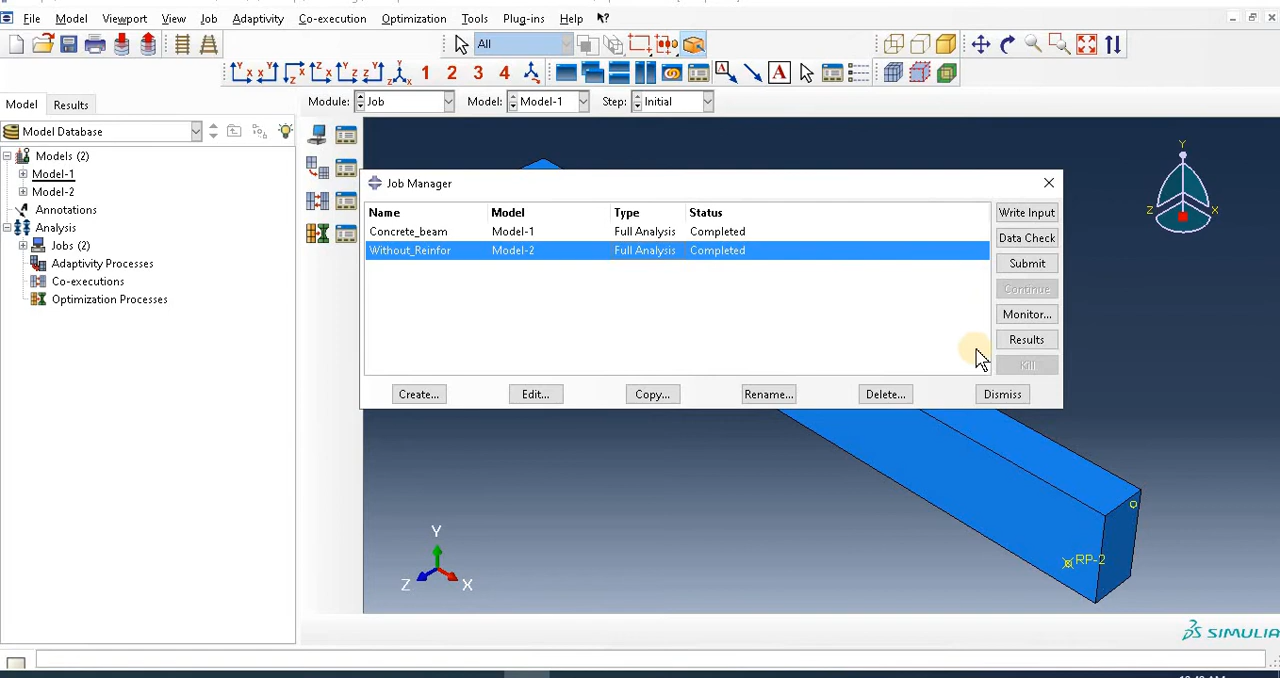 File Model Viewport View Job Adaptivity Co-execution Optimization Tools Plug-ins Help
All
1 2 3 4 A
Model Results Module: Job Model: Model-1 Step: Initial
Model Database
Models (2)
Model-1
Model-2
Annotations
Analysis
Jobs (2)
Adaptivity Processes
Co-executions
Optimization Processes
Job Manager
Name Model Type Status
Concrete_beam Model-1 Full Analysis Completed
Without_Reinfor Model-2 Full Analysis Completed
Write Input
Data Check
Submit
Continue
Monitor...
Results
Kill
Create... Edit... Copy... Rename... Delete... Dismiss
Y
Z X
RP-2
Y
Z X
SIMULIA